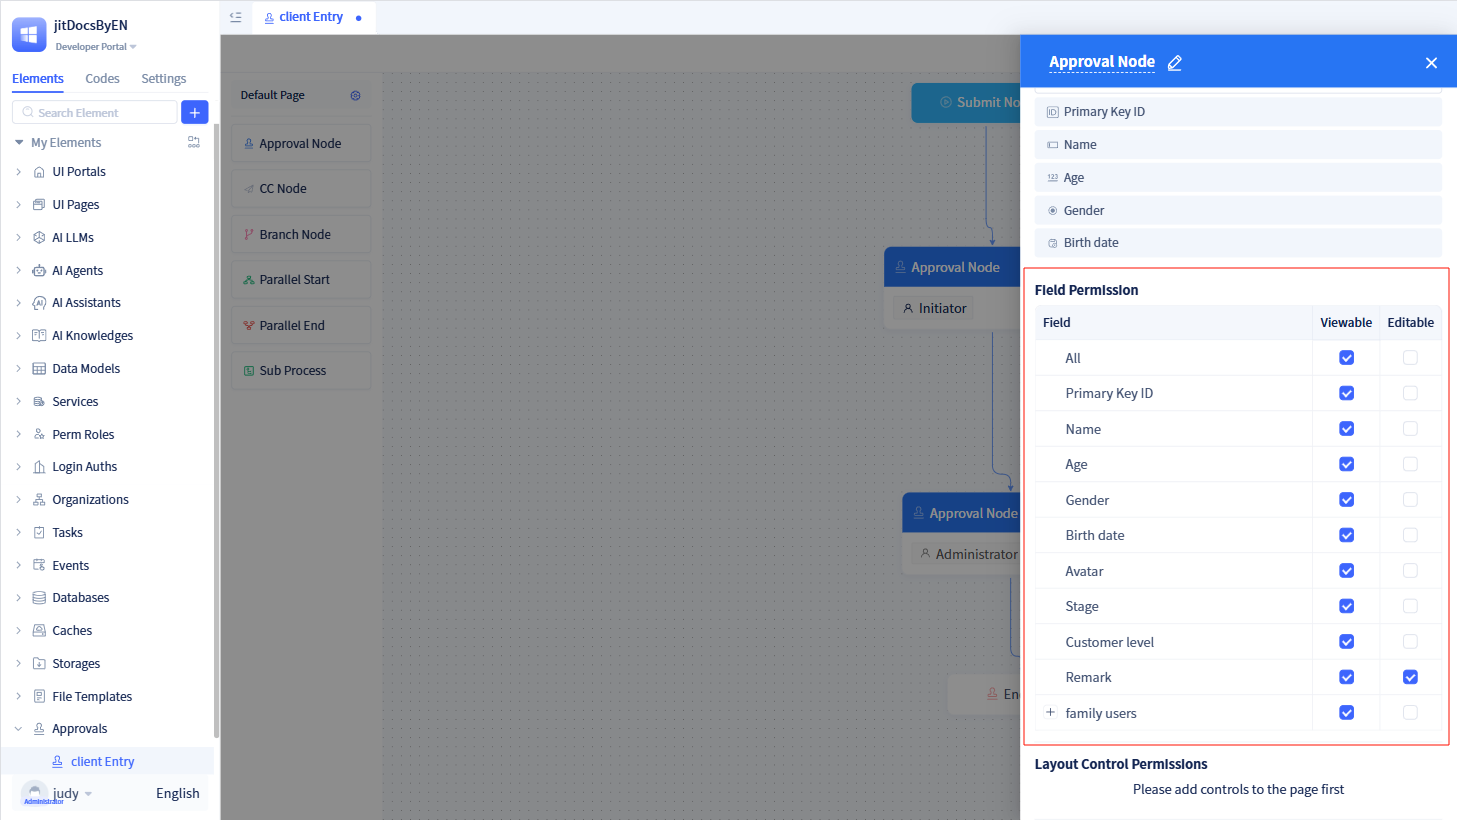 jitDocsByEN
Developer Portal
Elements Codes Settings
Search Element
My Elements
UI Portals
UI Pages
AI LLMs
AI Agents
AI Assistants
AI Knowledges
Data Models
Services
Perm Roles
Login Auths
Organizations
Tasks
Events
Databases
Caches
Storages
File Templates
Approvals
client Entry
judy
Administrator
English
client Entry
Default Page
Approval Node
CC Node
Branch Node
Parallel Start
Parallel End
Sub Process
Submit No
Approval Node
Initiator
Approval Node
Administrator
En
Approval Node
Primary Key ID
Name
Age
Gender
Birth date
Field Permission
Field Viewable Editable
All
Primary Key ID
Name
Age
Gender
Birth date
Avatar
Stage
Customer level
Remark
family users
Layout Control Permissions
Please add controls to the page first